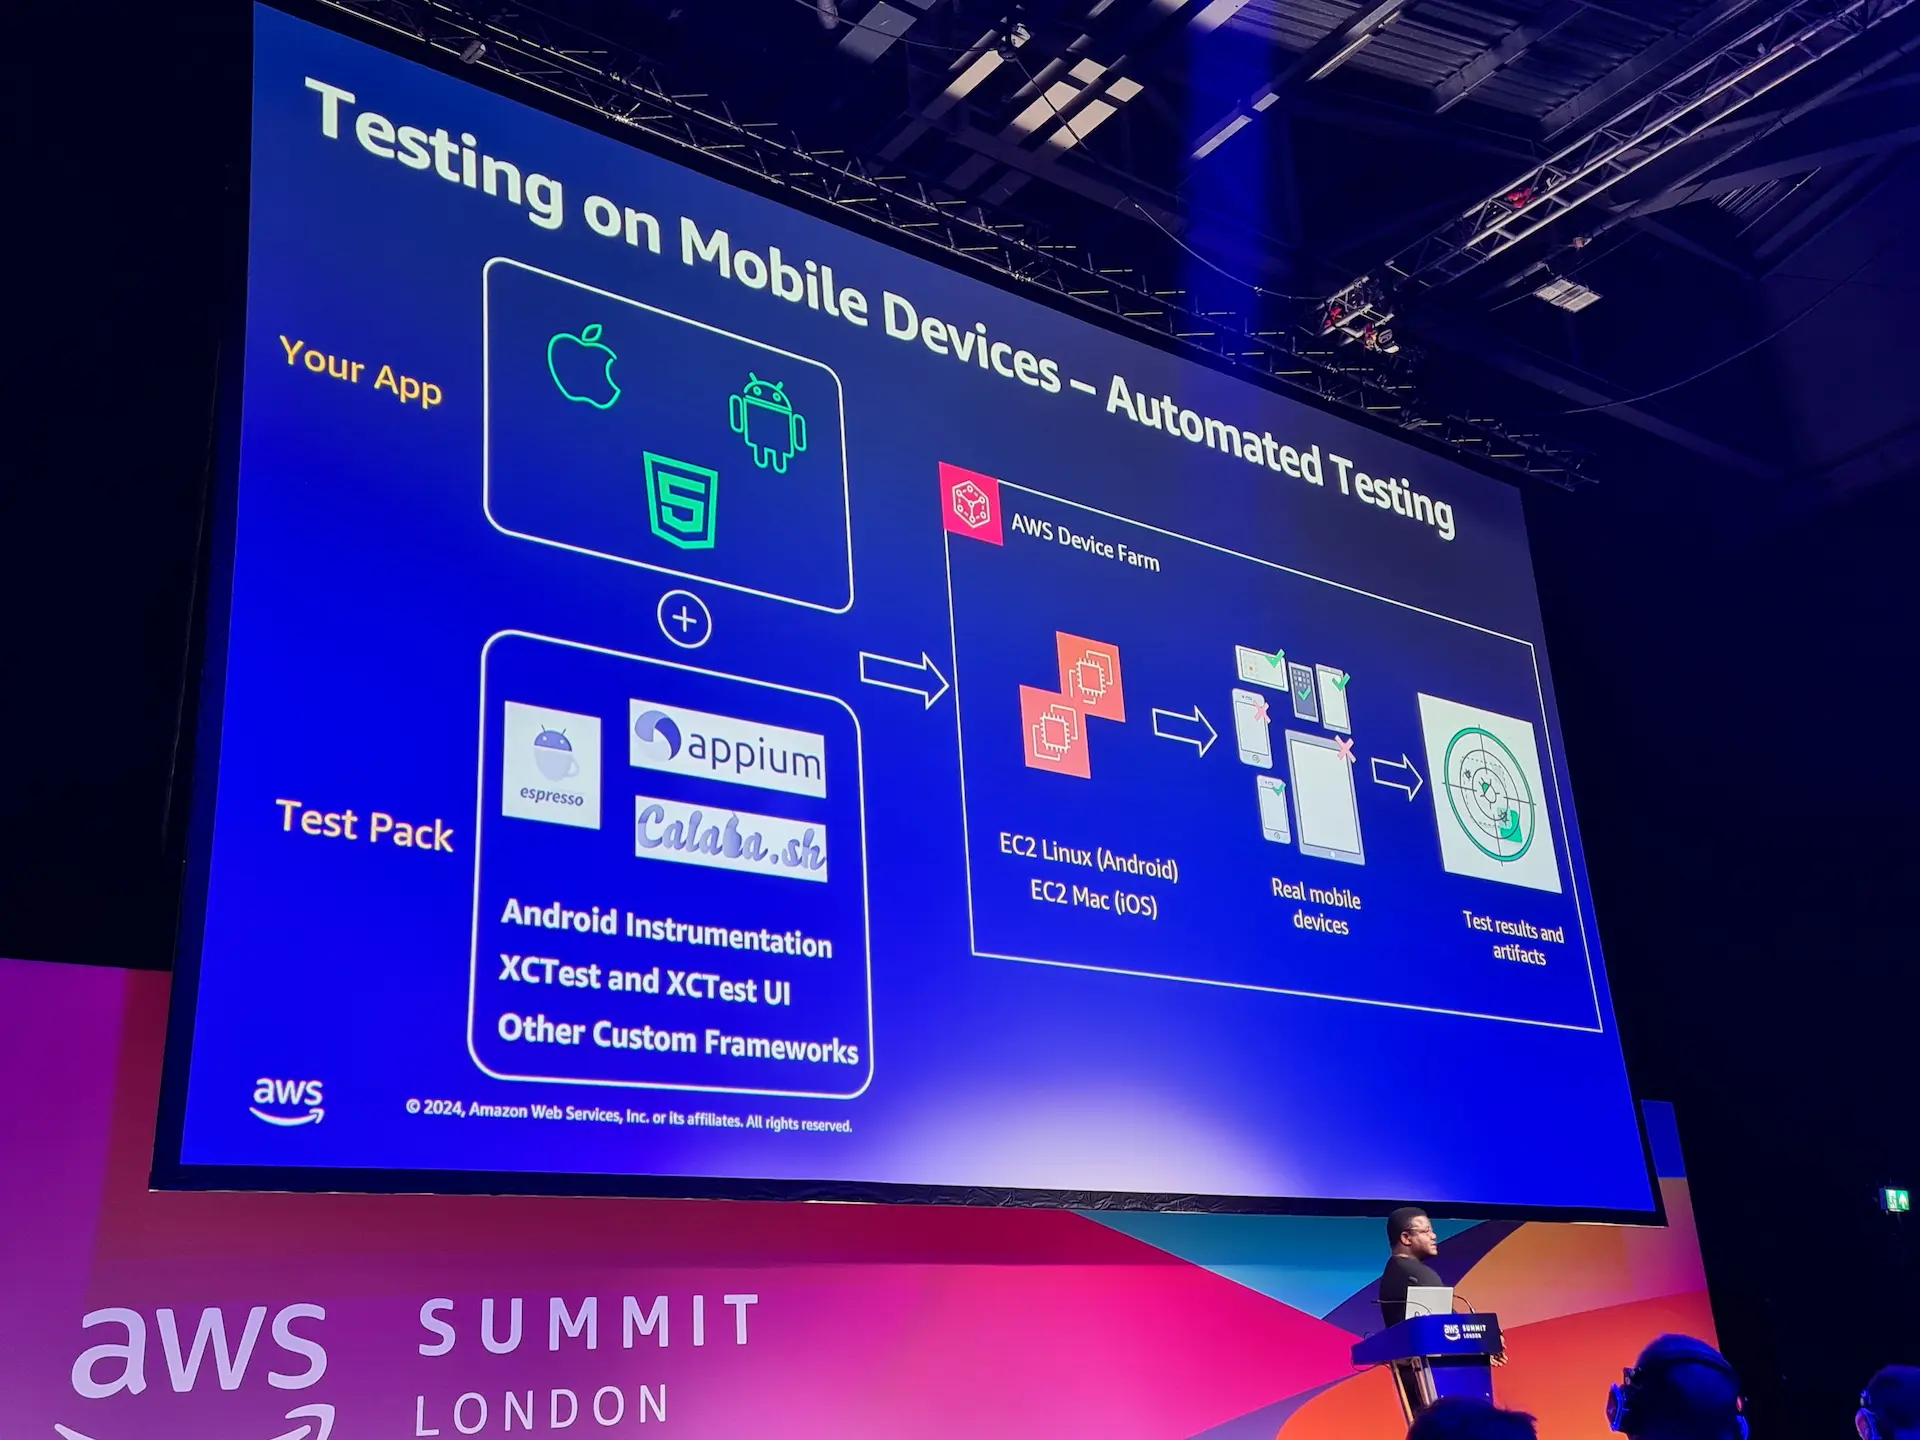 Testing on Mobile Devices – Automated Testing
Your App
AWS Device Farm
espresso
appium
Calaba.sh
Test Pack
Android Instrumentation
XCTest and XCTest UI
Other Custom Frameworks
EC2 Linux (Android)
EC2 Mac (iOS)
Real mobile
devices
Test results and
artifacts
aws
© 2024, Amazon Web Services, Inc. or its affiliates. All rights reserved.
aws
SUMMIT
LONDON
aws
SUMMIT
LONDON